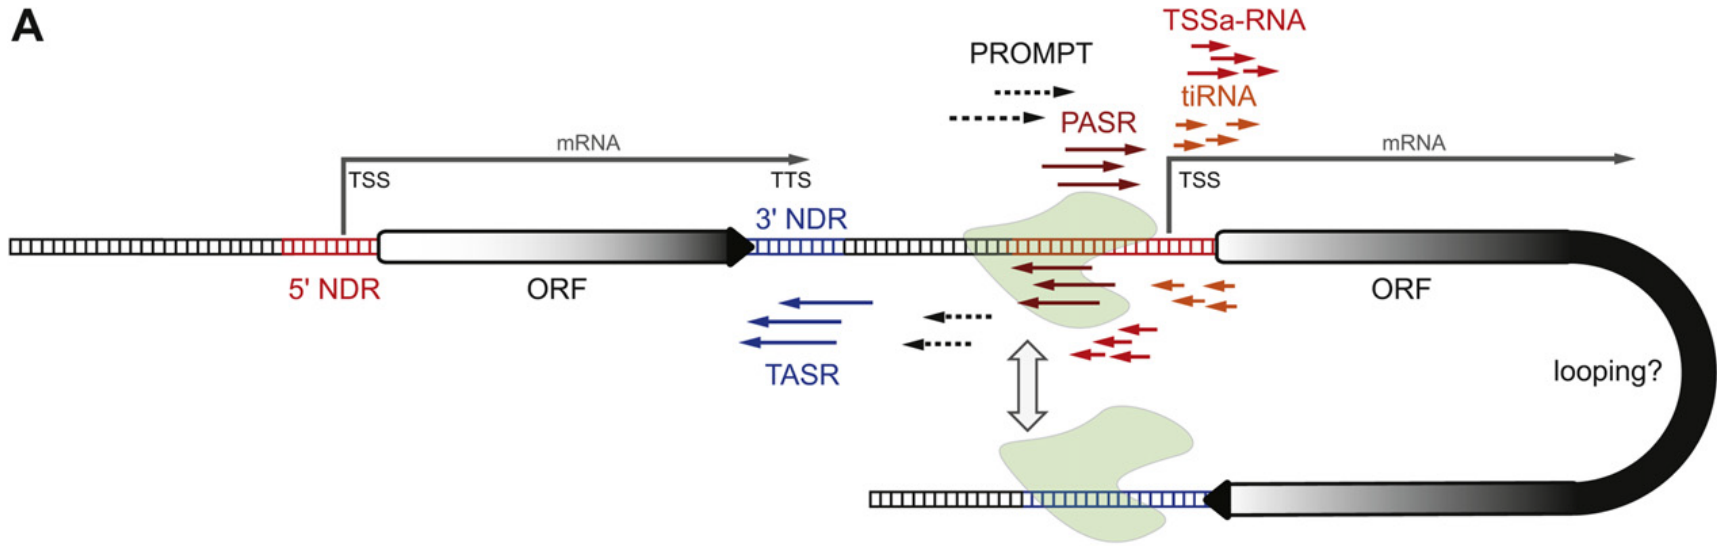 A
TSSa-RNA
PROMPT
tiRNA
PASR
mRNA
mRNA
TSS
TTS
TSS
3' NDR
5' NDR
ORF
ORF
TASR
looping?